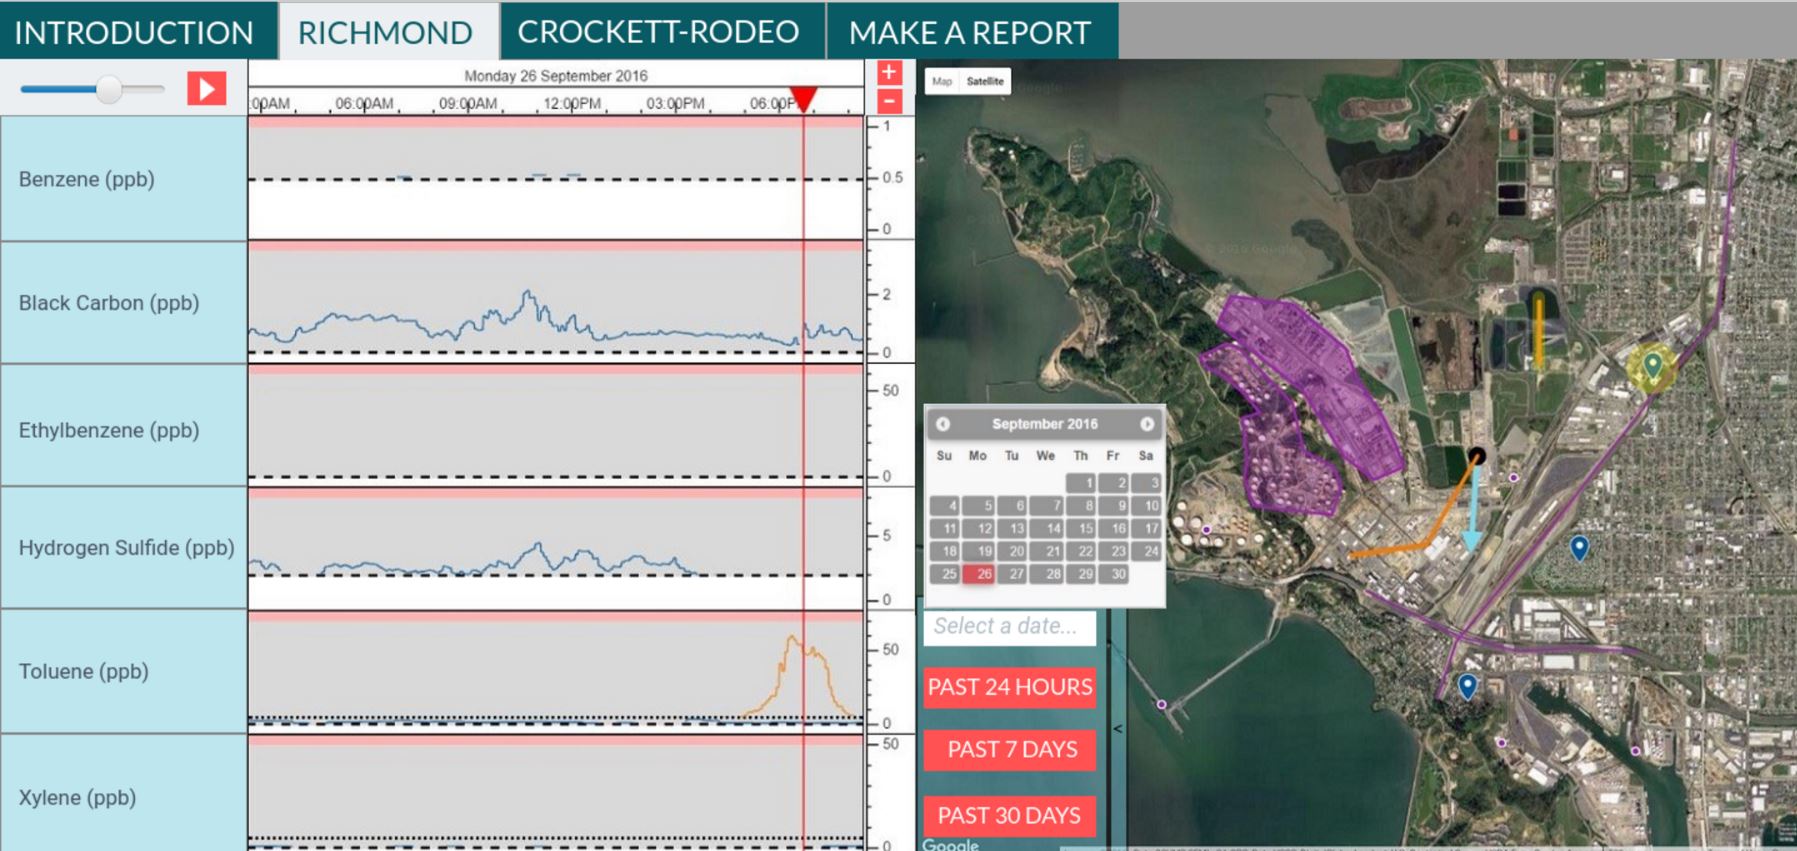 INTRODUCTION
RICHMOND
CROCKETT-RODEO
MAKE A REPORT
Monday 26 September 2016
:00AM 06:00AM 09:00AM 12:00PM 03:00PM 06:00P
+
-
Benzene (ppb)
1
0.5
0
Black Carbon (ppb)
2
0
Ethylbenzene (ppb)
50
0
Hydrogen Sulfide (ppb)
5
0
Toluene (ppb)
50
0
Xylene (ppb)
50
0
Map Satellite
Google
© 2016 Google
September 2016
Su Mo Tu We Th Fr Sa
1 2 3
4 5 6 7 8 9 10
11 12 13 14 15 16 17
18 19 20 21 22 23 24
25 26 27 28 29 30
Select a date...
PAST 24 HOURS
PAST 7 DAYS
PAST 30 DAYS
<
Google